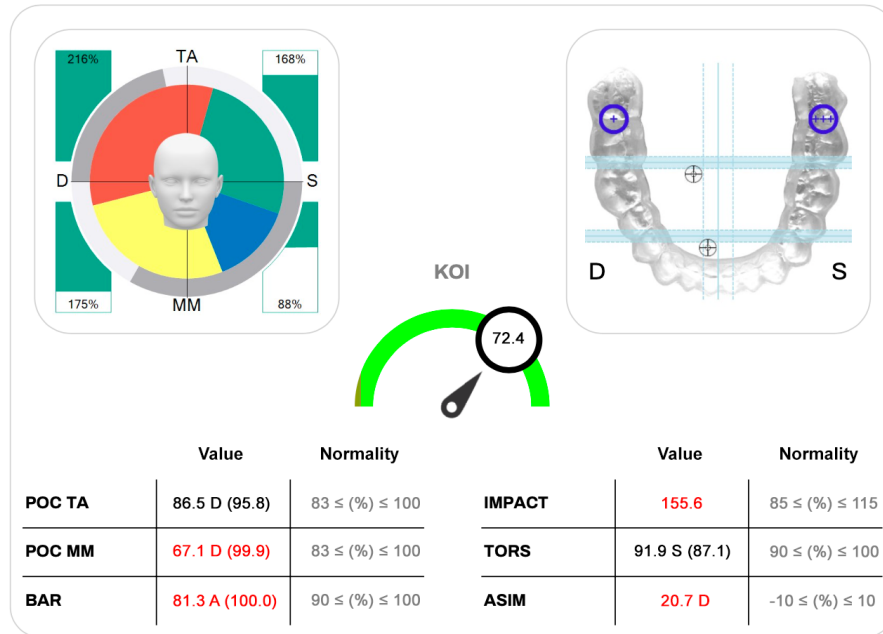 TA
216%
168%
D
S
175%
88%
MM
D
S
KOI
72.4
Value Normality
POC TA 86.5 D (95.8) 83 ≤ (%) ≤ 100
POC MM 67.1 D (99.9) 83 ≤ (%) ≤ 100
BAR 81.3 A (100.0) 90 ≤ (%) ≤ 100
Value Normality
IMPACT 155.6 85 ≤ (%) ≤ 115
TORS 91.9 S (87.1) 90 ≤ (%) ≤ 100
ASIM 20.7 D -10 ≤ (%) ≤ 10